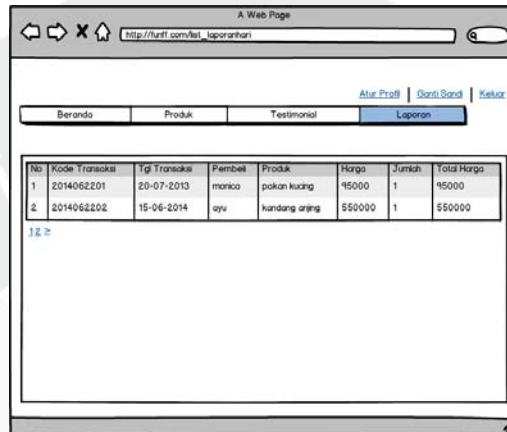 A Web Page
http://funff.com/list_laporanhari
Atur Profil | Ganti Sandi | Keluar
Beranda Produk Testimonial Laporan
No Kode Transaksi Tgl Transaksi Pembeli Produk Harga Jumlah Total Harga
1 2014062201 20-07-2013 monica pakan kucing 95000 1 95000
2 2014062202 15-06-2014 ayu kandang anjing 550000 1 550000
1 2 ≥